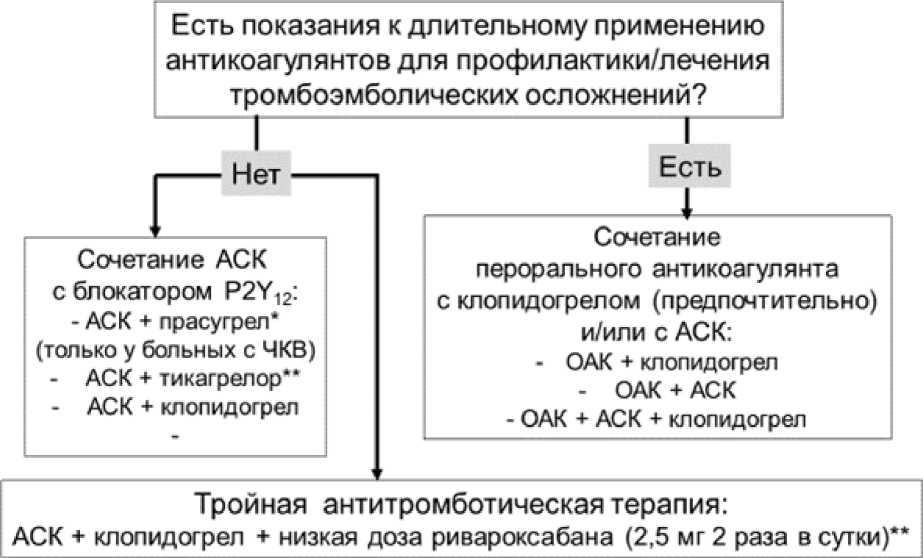 Есть показания к длительному применению
антикоагулянтов для профилактики/лечения
тромбоэмболических осложнений?
Нет
Есть
Сочетание АСК
с блокатором P2Y12:
- АСК + прасугрел*
(только у больных с ЧКВ)
- АСК + тикагрелор**
- АСК + клопидогрел
-
Сочетание
перорального антикоагулянта
с клопидогрелом (предпочтительно)
и/или с АСК:
- ОАК + клопидогрел
- ОАК + АСК
- ОАК + АСК + клопидогрел
Тройная антитромботическая терапия:
АСК + клопидогрел + низкая доза ривароксабана (2,5 мг 2 раза в сутки)**